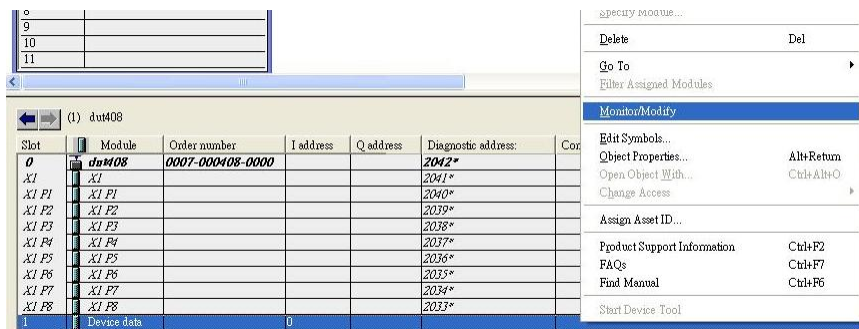 8
9
10
11
(1) dut408
Slot Module Order number I address Q address Diagnostic address: Con
0 dut408 0007-000408-0000 2042*
X1 X1 2041*
X1 P1 X1 P1 2040*
X1 P2 X1 P2 2039*
X1 P3 X1 P3 2038*
X1 P4 X1 P4 2037*
X1 P5 X1 P5 2036*
X1 P6 X1 P6 2035*
X1 P7 X1 P7 2034*
X1 P8 X1 P8 2033*
1 Device data 0
Specify Module...
Delete Del
Go To
Filter Assigned Modules
Monitor/Modify
Edit Symbols...
Object Properties... Alt+Return
Open Object With... Ctrl+Alt+O
Change Access
Assign Asset ID...
Product Support Information Ctrl+F2
FAQs Ctrl+F7
Find Manual Ctrl+F6
Start Device Tool